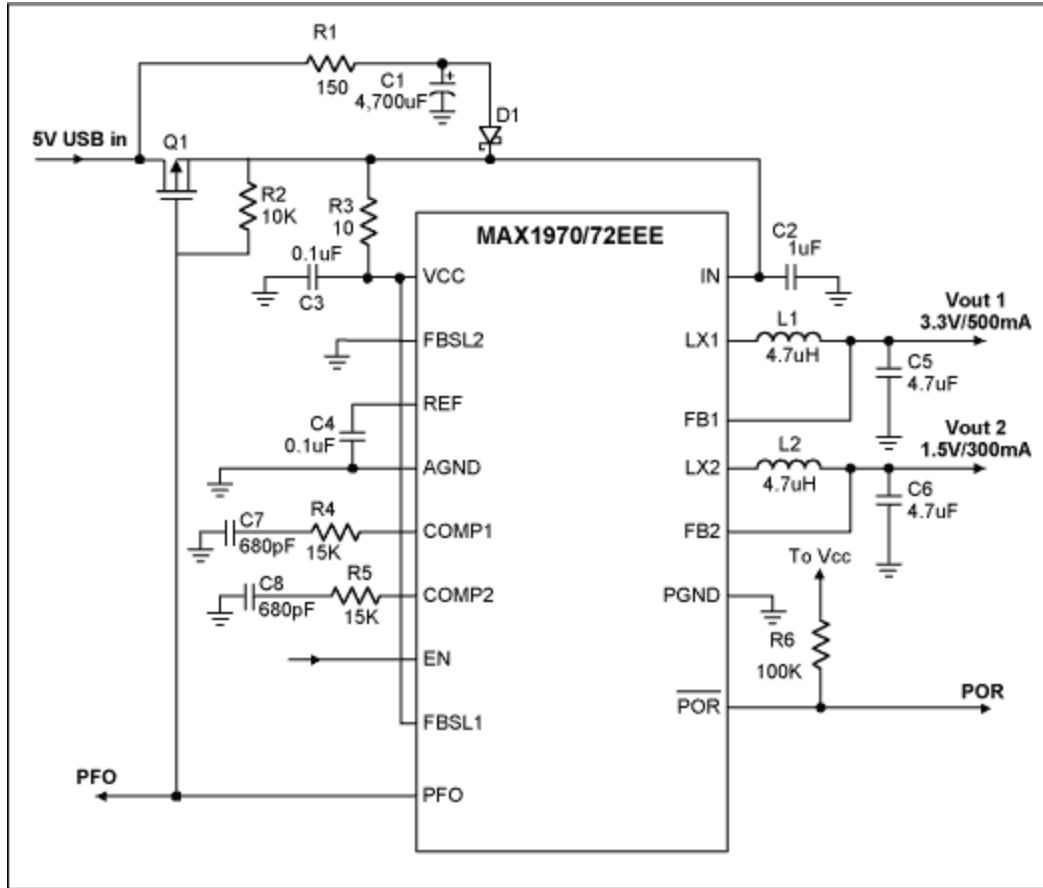 R1
150
C1
4,700uF
D1
5V USB in
Q1
R2
10K
R3
10
MAX1970/72EEE
C2
1uF
0.1uF
C3
VCC
IN
Vout 1
3.3V/500mA
L1
4.7uH
FBSL2
LX1
C5
4.7uF
REF
FB1
C4
0.1uF
Vout 2
1.5V/300mA
L2
4.7uH
AGND
LX2
C6
4.7uF
C7
680pF
R4
15K
COMP1
FB2
To Vcc
C8
680pF
R5
15K
COMP2
PGND
R6
100K
EN
POR
POR
FBSL1
PFO
PFO